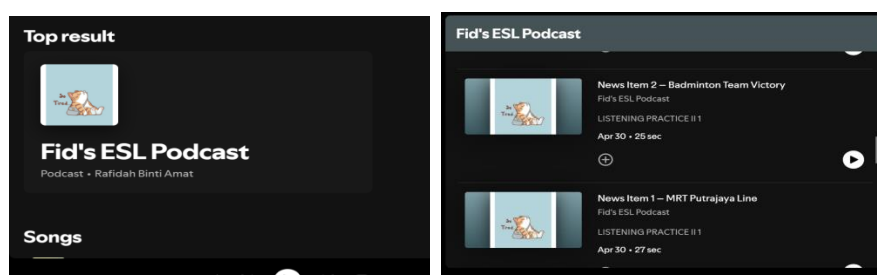 Top result
Fid's ESL Podcast
Podcast • Rafidah Binti Amat
Songs
Fid's ESL Podcast
News Item 2 – Badminton Team Victory
Fid's ESL Podcast
LISTENING PRACTICE II 1
Apr 30 • 25 sec
News Item 1 – MRT Putrajaya Line
Fid's ESL Podcast
LISTENING PRACTICE II 1
Apr 30 • 27 sec